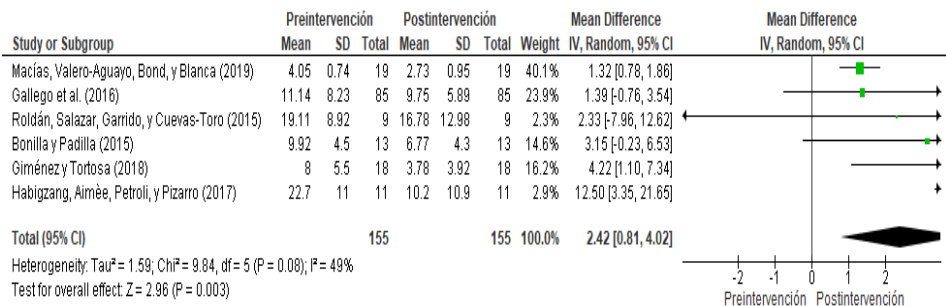 Preintervención Postintervención Mean Difference Mean Difference
Study or Subgroup Mean SD Total Mean SD Total Weight IV, Random, 95% CI IV, Random, 95% CI
Macías, Valero-Aguayo, Bond, y Blanca (2019) 4.05 0.74 19 2.73 0.95 19 40.1% 1.32 [0.78, 1.86]
Gallego et al. (2016) 11.14 8.23 85 9.75 5.89 85 23.9% 1.39 [-0.76, 3.54]
Roldán, Salazar, Garrido, y Cuevas-Toro (2015) 19.11 8.92 9 16.78 12.98 9 2.3% 2.33 [-7.96, 12.62]
Bonilla y Padilla (2015) 9.92 4.5 13 6.77 4.3 13 14.6% 3.15 [-0.23, 6.53]
Giménez y Tortosa (2018) 8 5.5 18 3.78 3.92 18 16.2% 4.22 [1.10, 7.34]
Habigzang, Aimèe, Petroli, y Pizarro (2017) 22.7 11 11 10.2 10.9 11 2.9% 12.50 [3.35, 21.65]
Total (95% CI) 155 155 100.0% 2.42 [0.81, 4.02]
Heterogeneity: Tau² = 1.59; Chi² = 9.84, df = 5 (P = 0.08); I² = 49%
Test for overall effect: Z = 2.96 (P = 0.003)
-2 -1 0 1 2
Preintervención Postintervención